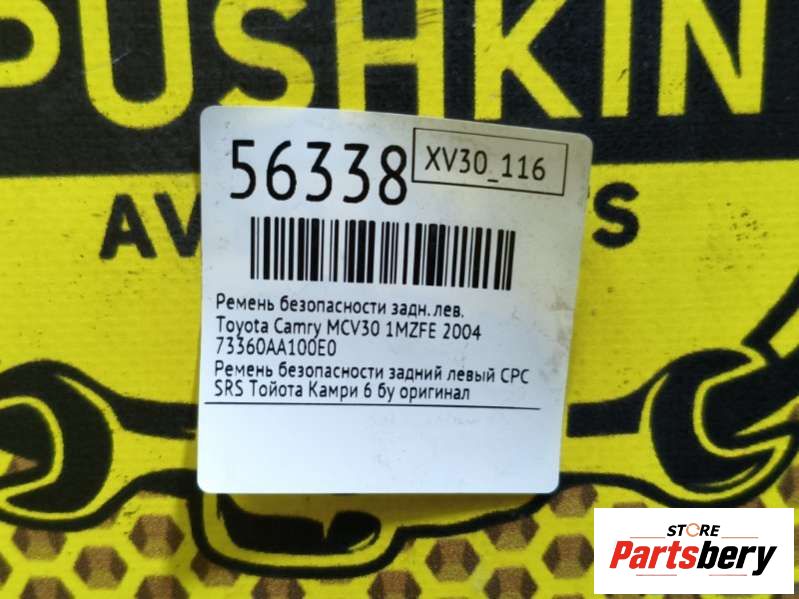 PUSHKIN
56338
XV30_116
Ремень безопасности задн. лев.
Toyota Camry MCV30 1MZFE 2004
73360AA100E0
Ремень безопасности задний левый СРС
SRS Тойота Камри 6 бу оригинал
STORE
Partsbery